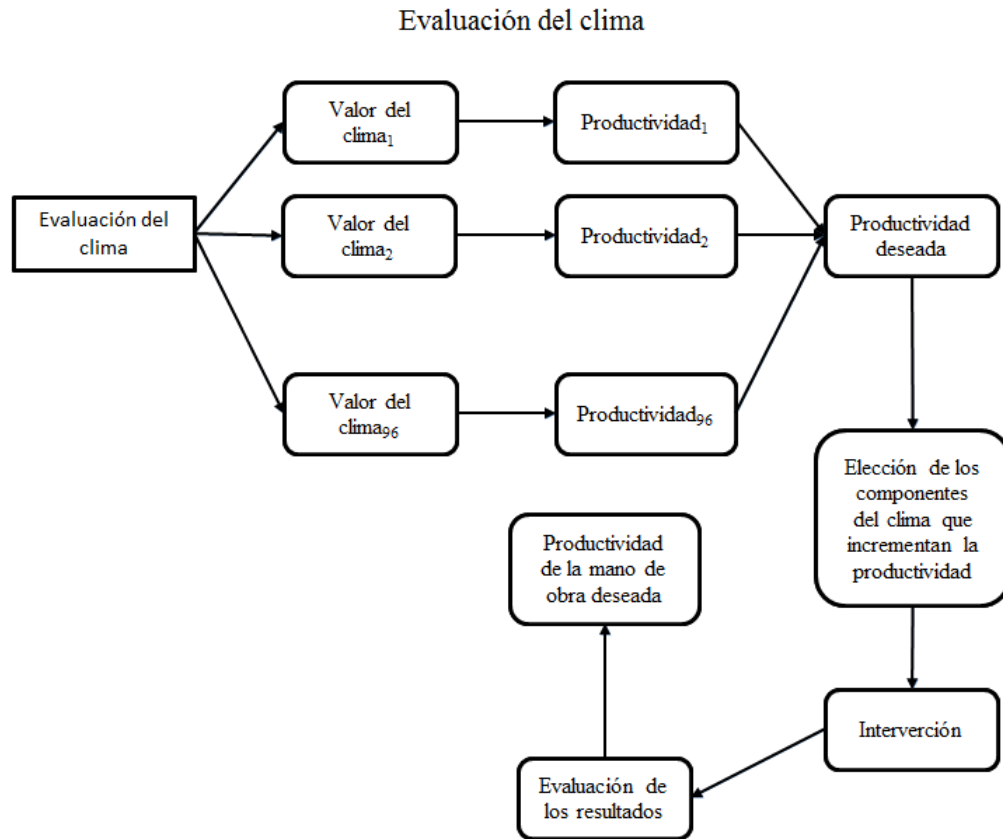 Evaluación del clima
Valor del
clima₁
Productividad₁
Evaluación del
clima
Valor del
clima₂
Productividad₂
Productividad
deseada
Valor del
clima₉₆
Productividad₉₆
Elección de los
componentes
del clima que
incrementan la
productividad
Productividad
de la mano de
obra deseada
Interverción
Evaluación de
los resultados